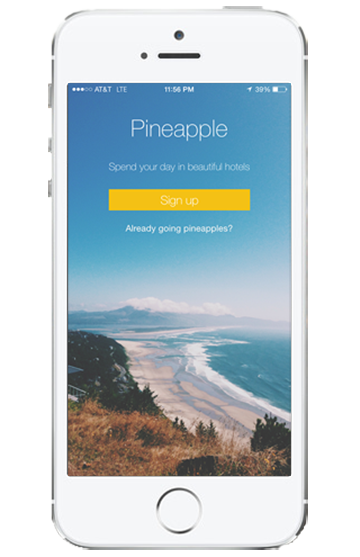 AT&T LTE 11:56 PM 39%
Pineapple
Spend your day in beautiful hotels
Sign up
Already going pineapples?